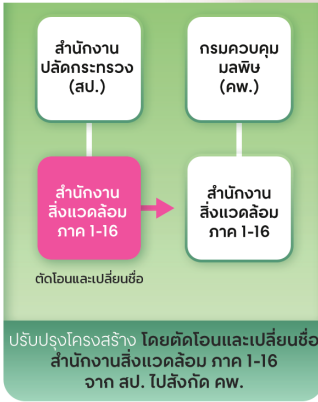 สำนักงาน
ปลัดกระทรวง
(สป.)
กรมควบคุม
มลพิษ
(คพ.)
สำนักงาน
สิ่งแวดล้อม
ภาค 1-16
สำนักงาน
สิ่งแวดล้อม
ภาค 1-16
ตัดโอนและเปลี่ยนชื่อ
ปรับปรุงโครงสร้าง โดยตัดโอนและเปลี่ยนชื่อ
สำนักงานสิ่งแวดล้อม ภาค 1-16
จาก สป. ไปสังกัด คพ.